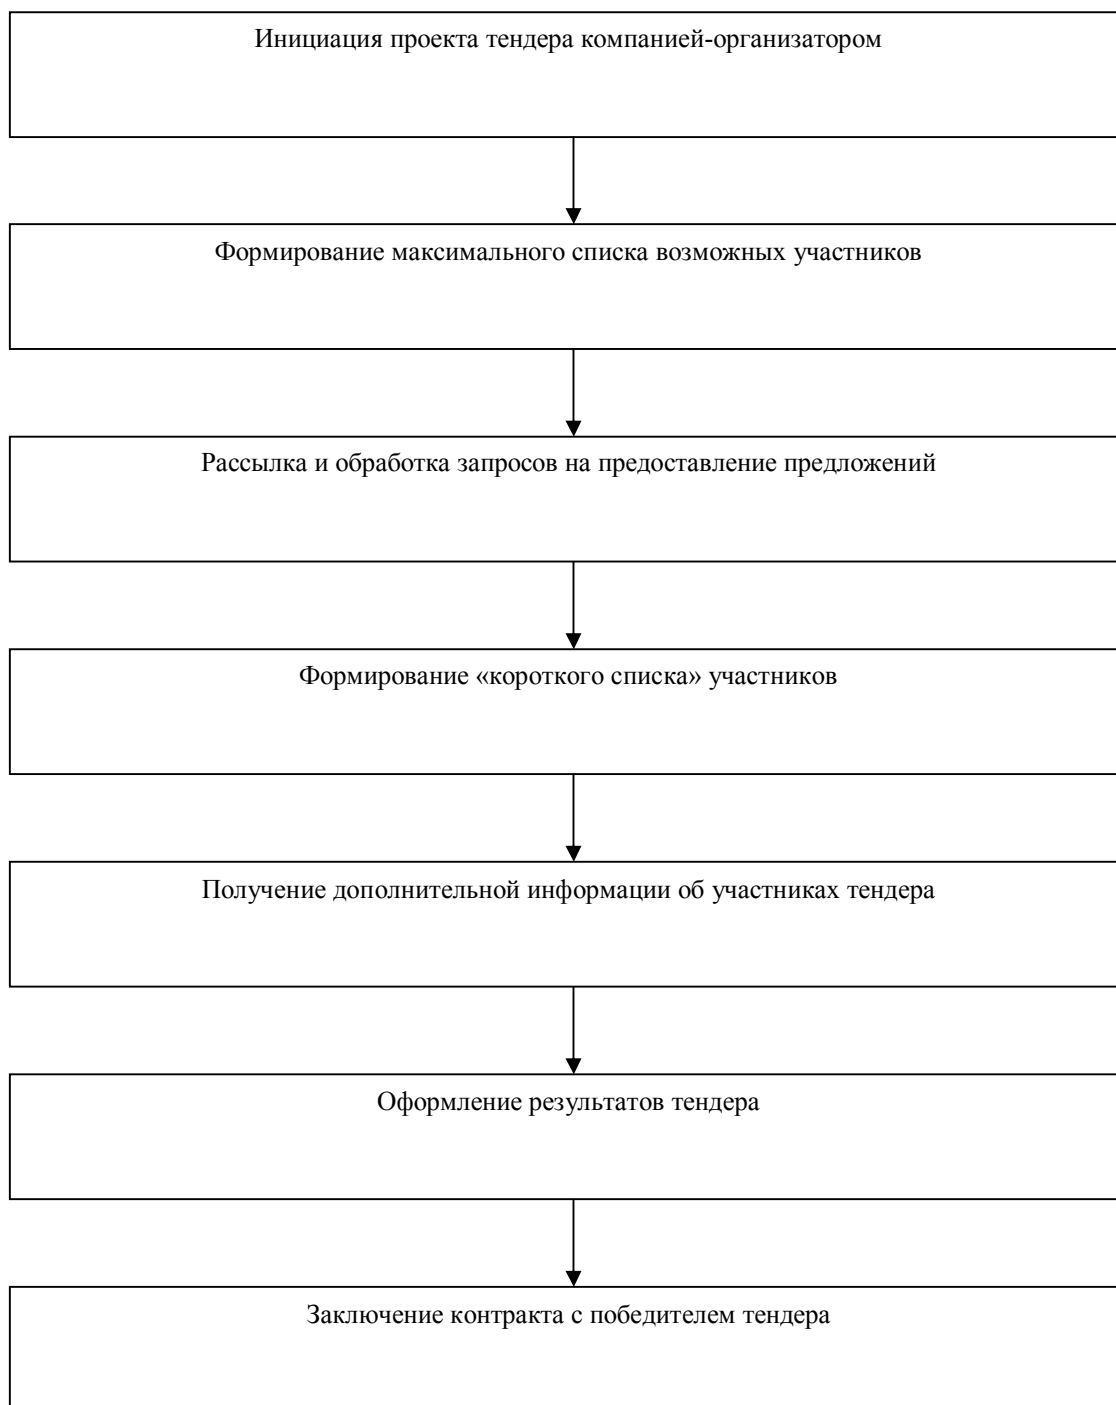 Инициация проекта тендера компанией-организатором
Формирование максимального списка возможных участников
Рассылка и обработка запросов на предоставление предложений
Формирование «короткого списка» участников
Получение дополнительной информации об участниках тендера
Оформление результатов тендера
Заключение контракта с победителем тендера